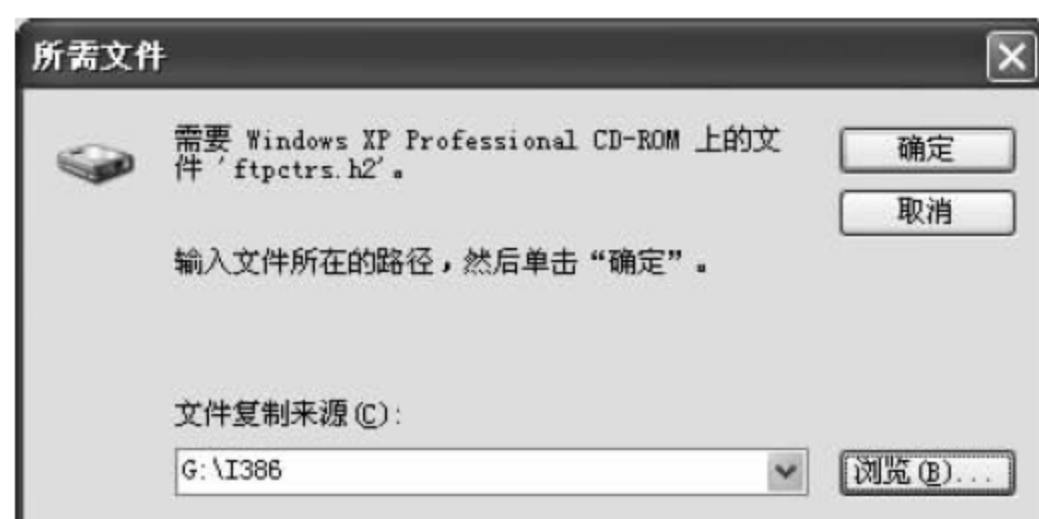 所需文件
需要 Windows XP Professional CD-ROM 上的文
件 'ftpctrs.h2'。
确定
取消
输入文件所在的路径，然后单击“确定”。
文件复制来源(C):
G:\I386
浏览(B)...